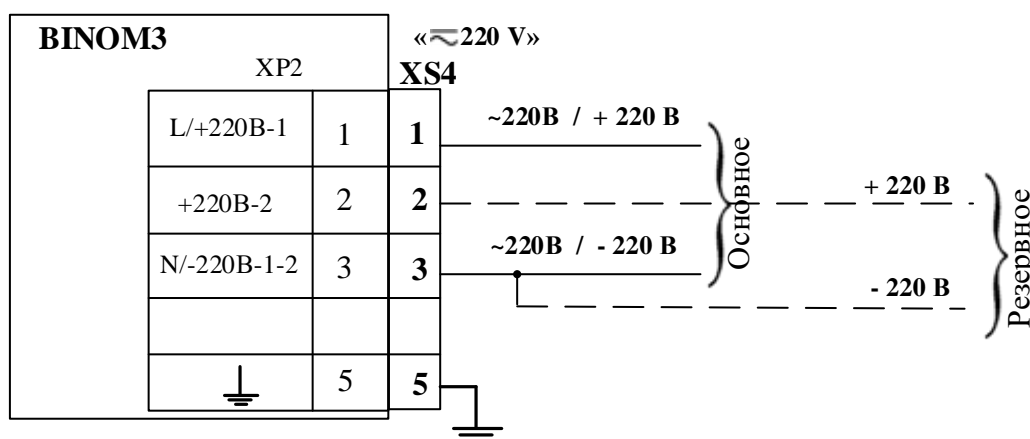 BINOM3
«≂220 V»
XP2
XS4
L/+220В-1
1
1
~220В / + 220 В
+220В-2
2
2
+ 220 В
N/-220В-1-2
3
3
~220В / - 220 В
- 220 В
5
5
Основное
Резервное